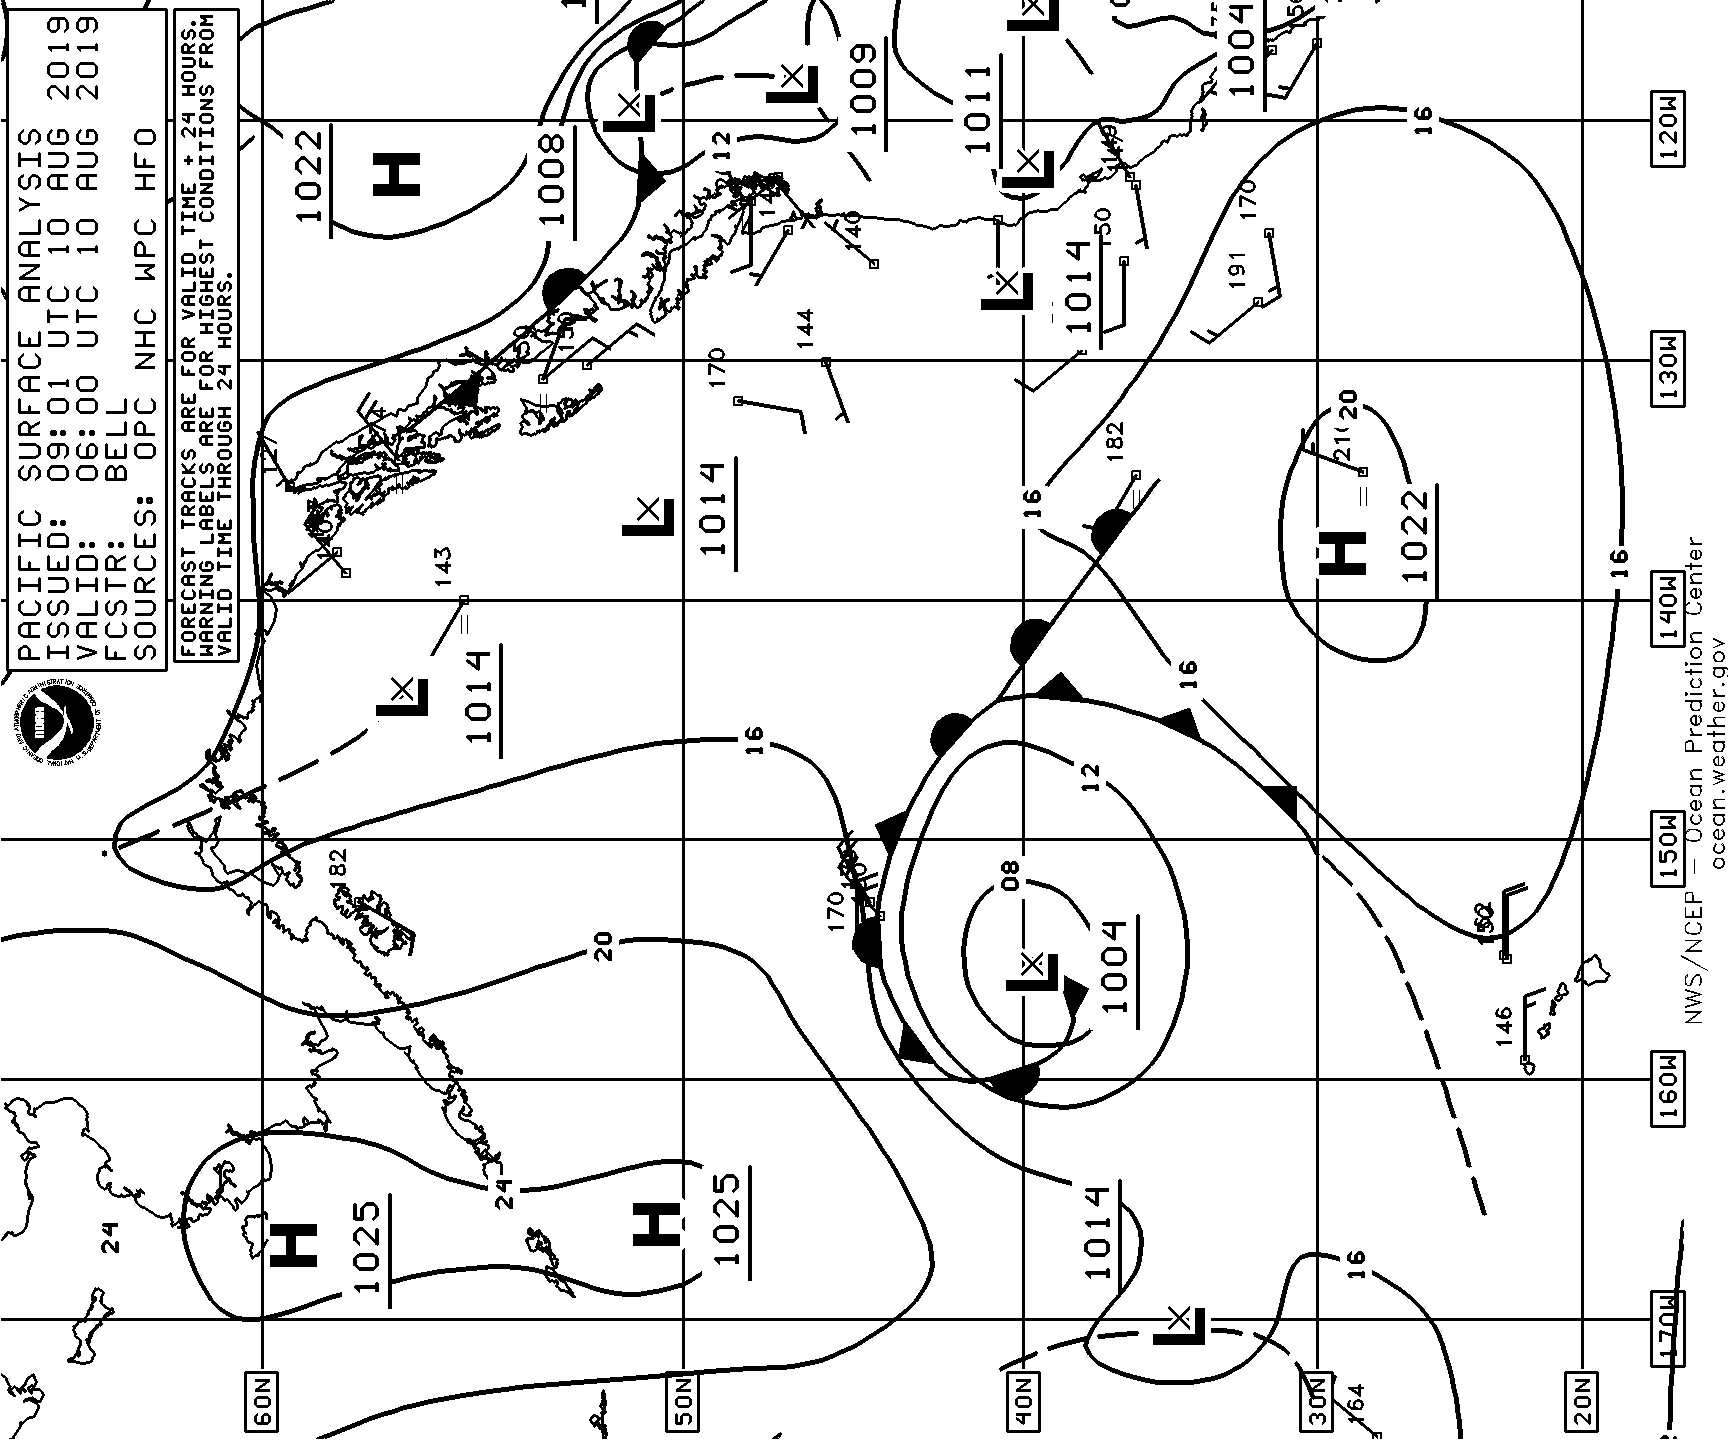 PACIFIC SURFACE ANALYSIS
ISSUED: 09:01 UTC 10 AUG 2019
VALID: 06:00 UTC 10 AUG 2019
FCSTR: BELL
SOURCES: OPC NHC WPC HFO
FORECAST TRACKS ARE FOR VALID TIME + 24 HOURS.
WARNING LABELS ARE FOR HIGHEST CONDITIONS FROM
VALID TIME THROUGH 24 HOURS.
NOAA
1022
H
1008
L
12
L
1009
1011
L
L
1004
L
1014
140
150
170
191
16
120W
144
170
130W
182
20
H
1022
16
L
1014
143
L
1014
16
16
16
140W
182
170
12
08
L
1004
150W
20
146
160W
24
24
H
1025
H
1025
1014
L
16
164
170W
60N
50N
40N
30N
20N
NWS/NCEP – Ocean Prediction Center
ocean.weather.gov